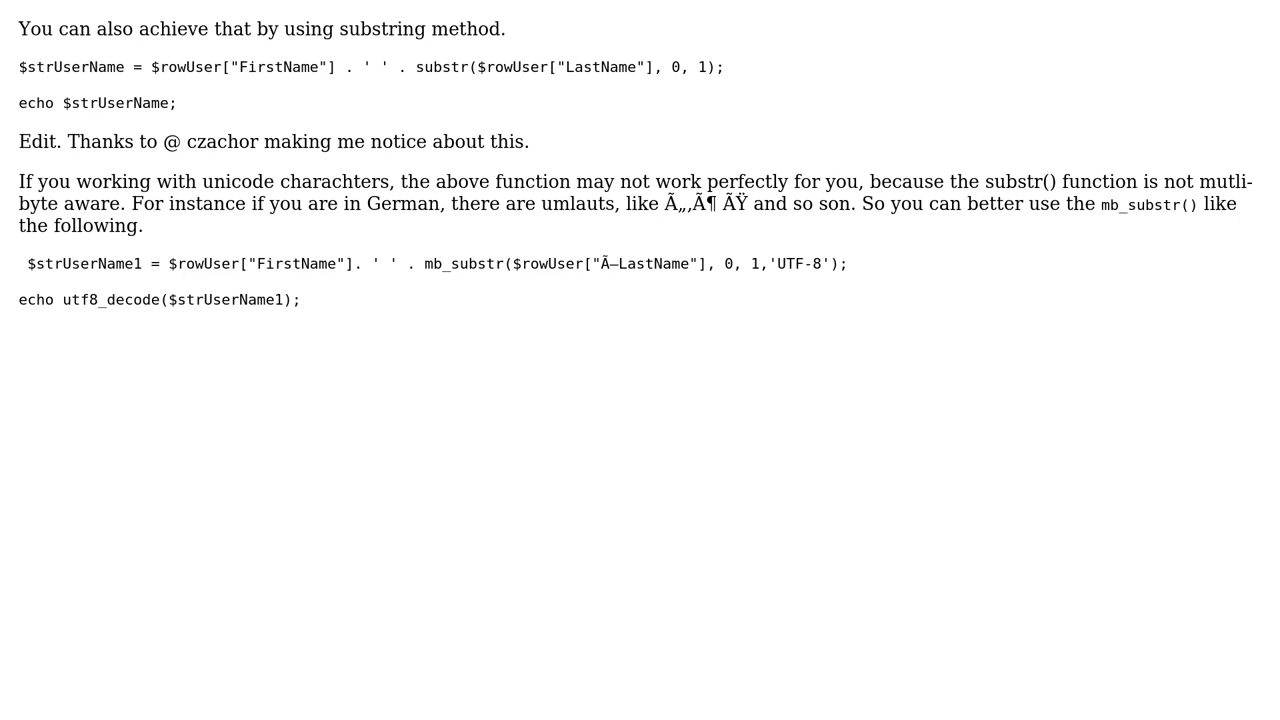 You can also achieve that by using substring method.
$strUserName = $rowUser["FirstName"] . ' ' . substr($rowUser["LastName"], 0, 1);
echo $strUserName;
Edit. Thanks to @ czachor making me notice about this.
If you working with unicode charachters, the above function may not work perfectly for you, because the substr() function is not mutli-
byte aware. For instance if you are in German, there are umlauts, like Ã„,Ã¶ ÃŸ and so son. So you can better use the mb_substr() like
the following.
$strUserName1 = $rowUser["FirstName"]. ' ' . mb_substr($rowUser["Ã–LastName"], 0, 1,'UTF-8');
echo utf8_decode($strUserName1);